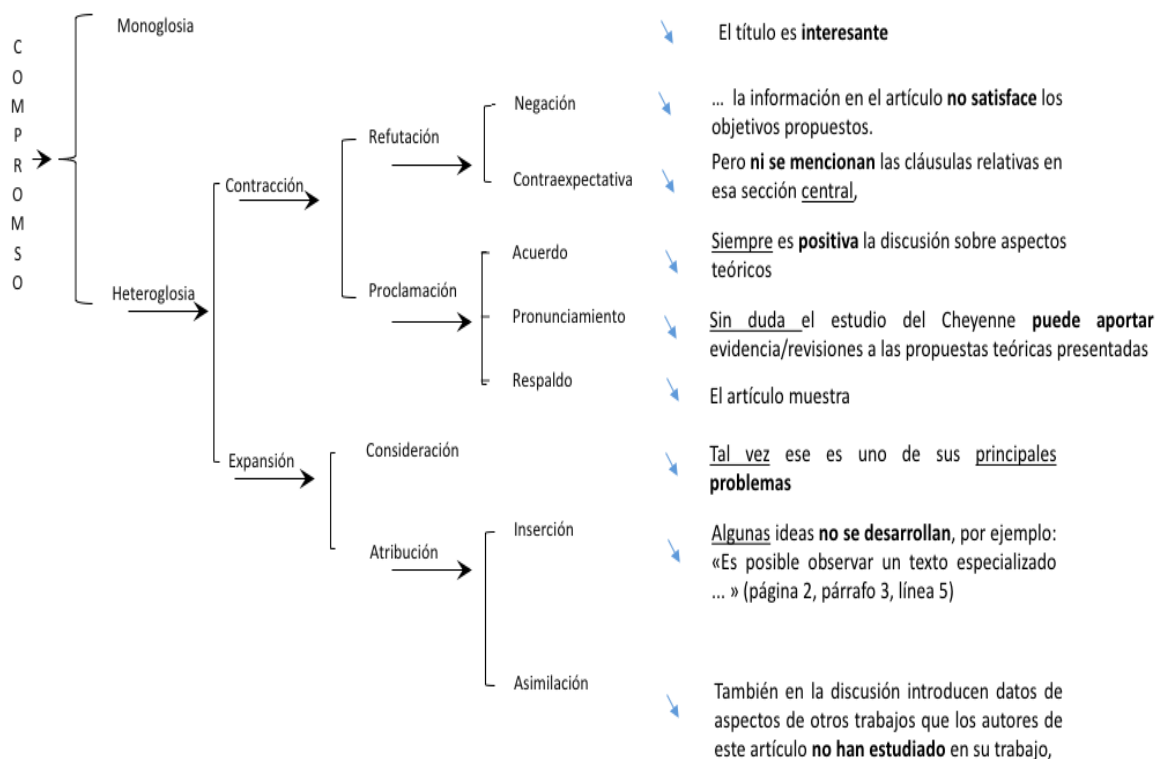 COMPROMSO
Monoglosia
El título es interesante
Negación
... la información en el artículo no satisface los
objetivos propuestos.
Refutación
Contraexpectativa
Pero ni se mencionan las cláusulas relativas en
esa sección central,
Contracción
Acuerdo
Siempre es positiva la discusión sobre aspectos
teóricos
Heteroglosia
Proclamación
Pronunciamiento
Sin duda el estudio del Cheyenne puede aportar
evidencia/revisiones a las propuestas teóricas presentadas
Respaldo
El artículo muestra
Expansión
Consideración
Tal vez ese es uno de sus principales
problemas
Atribución
Inserción
Algunas ideas no se desarrollan, por ejemplo:
«Es posible observar un texto especializado
... » (página 2, párrafo 3, línea 5)
Asimilación
También en la discusión introducen datos de
aspectos de otros trabajos que los autores de
este artículo no han estudiado en su trabajo,